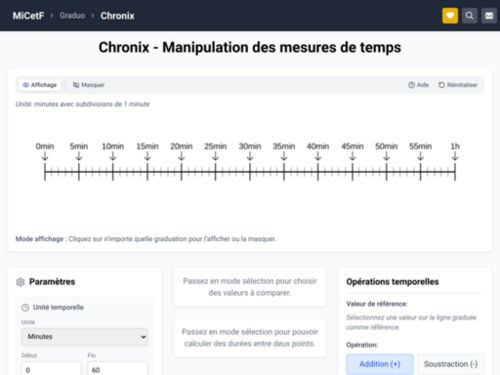 MiCetF > Graduo > Chronix
Chronix - Manipulation des mesures de temps
Affichage Masquer Aide Réinitialiser
Unité: minutes avec subdivisions de 1 minute
0min 5min 10min 15min 20min 25min 30min 35min 40min 45min 50min 55min 1h
Mode affichage : Cliquez sur n'importe quelle graduation pour l'afficher ou la masquer.
Paramètres
Unité temporelle
Unité
Minutes
Début Fin
0 60
Passez en mode sélection pour choisir
des valeurs à comparer.
Passez en mode sélection pour pouvoir
calculer des durées entre deux points.
Opérations temporelles
Valeur de référence:
Sélectionnez une valeur sur la ligne graduée
comme référence.
Opération:
Addition (+) Soustraction (-)